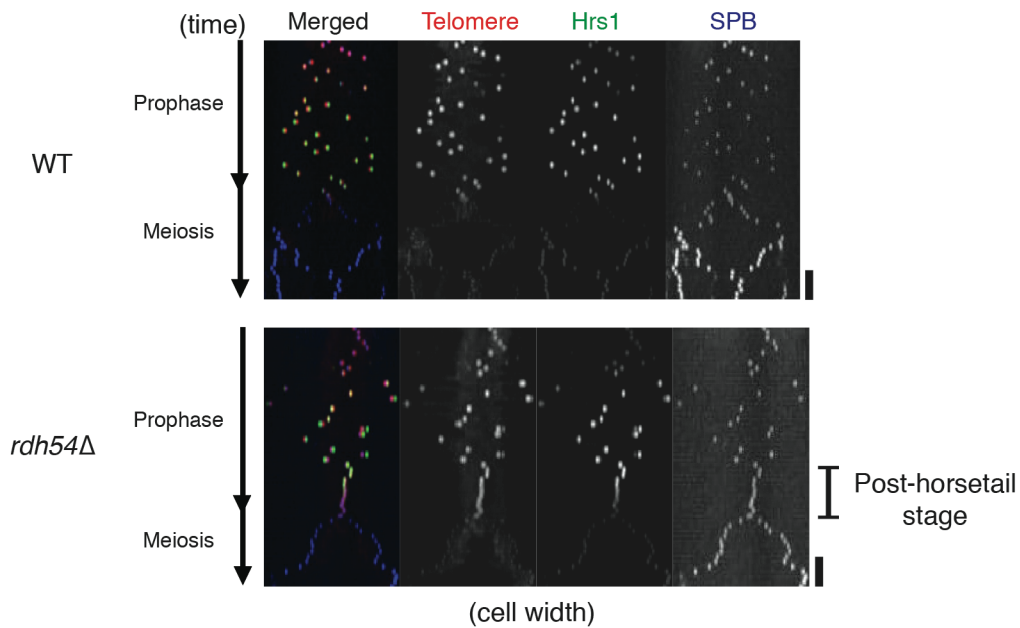 (time) Merged Telomere Hrs1 SPB
Prophase
WT
Meiosis
Prophase
rdh54Δ
Post-horsetail
stage
Meiosis
(cell width)